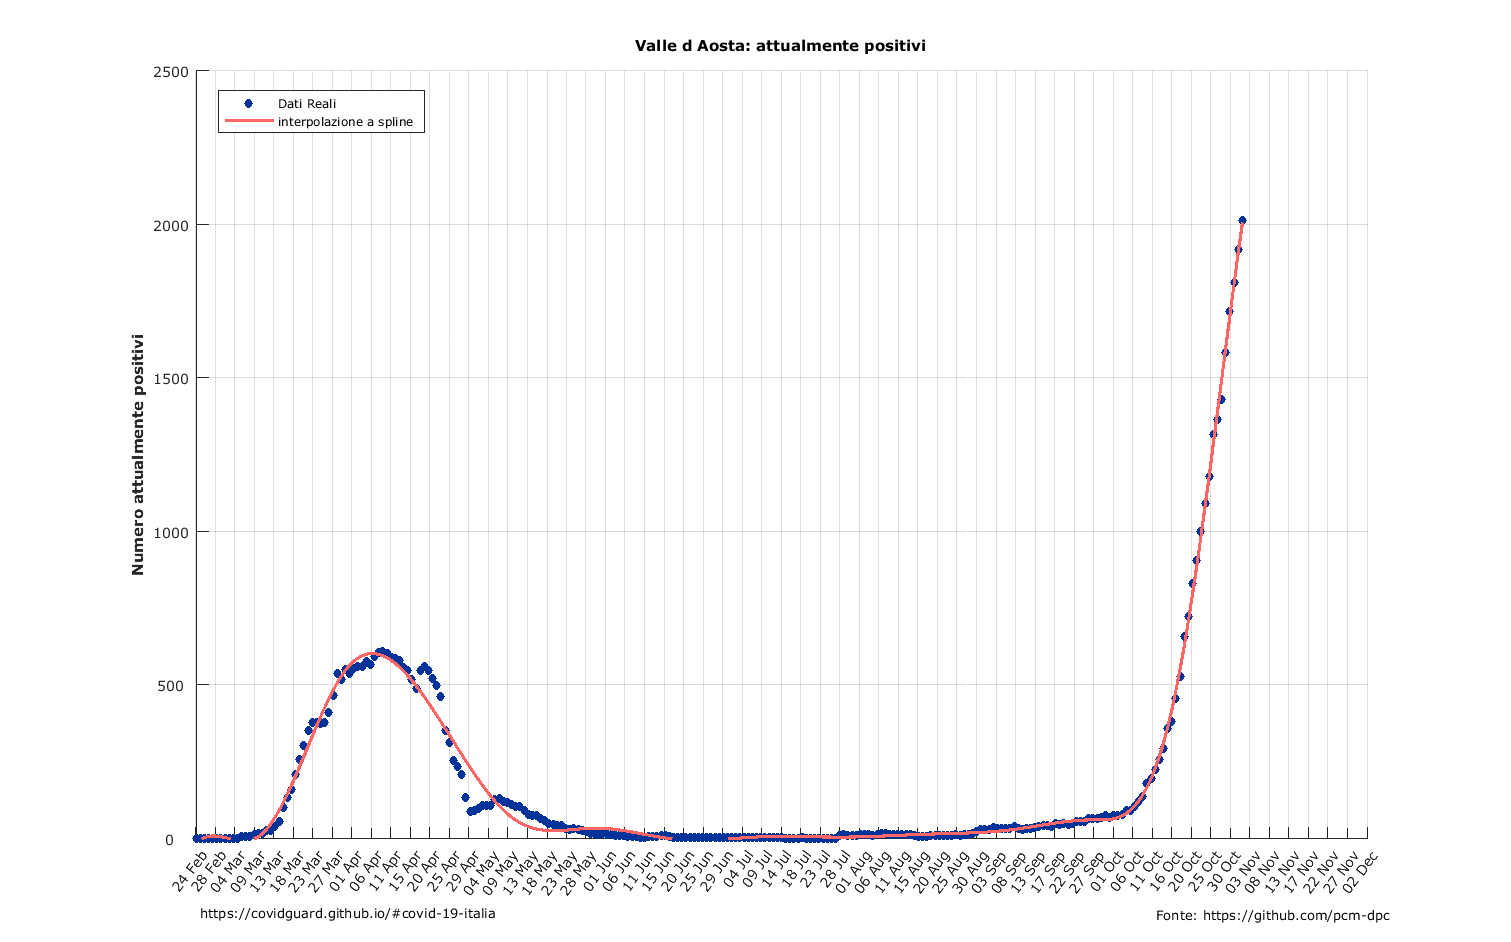 Valle d Aosta: attualmente positivi
2500
2000
1500
1000
500
0
Numero attualmente positivi
Dati Reali
interpolazione a spline
24 Feb
28 Feb
04 Mar
09 Mar
13 Mar
18 Mar
23 Mar
27 Mar
01 Apr
06 Apr
11 Apr
15 Apr
20 Apr
25 Apr
29 Apr
04 May
09 May
13 May
18 May
23 May
28 May
01 Jun
06 Jun
11 Jun
15 Jun
20 Jun
25 Jun
29 Jun
04 Jul
09 Jul
14 Jul
18 Jul
23 Jul
28 Jul
01 Aug
06 Aug
11 Aug
15 Aug
20 Aug
25 Aug
30 Aug
03 Sep
08 Sep
13 Sep
17 Sep
22 Sep
27 Sep
01 Oct
06 Oct
11 Oct
16 Oct
20 Oct
25 Oct
30 Oct
03 Nov
08 Nov
13 Nov
17 Nov
22 Nov
27 Nov
02 Dec
https://covidguard.github.io/#covid-19-italia
Fonte: https://github.com/pcm-dpc